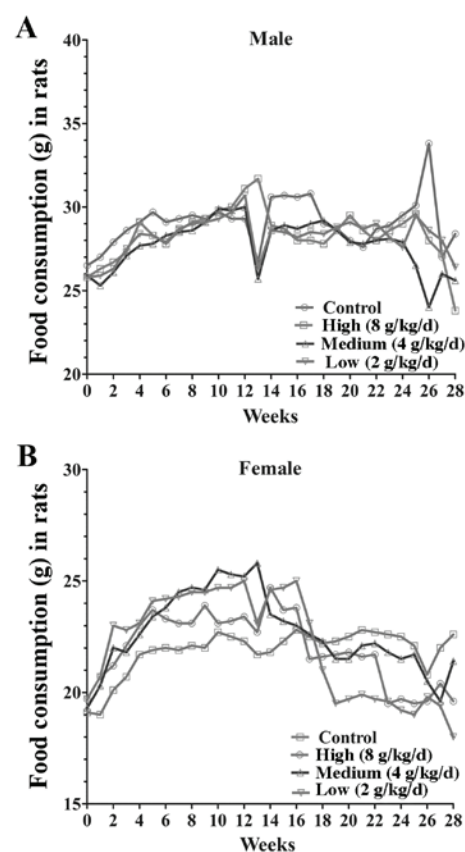 A
Male
Food consumption (g) in rats
40
35
30
25
20
0 2 4 6 8 10 12 14 16 18 20 22 24 26 28
Weeks
Control
High (8 g/kg/d)
Medium (4 g/kg/d)
Low (2 g/kg/d)
B
Female
Food consumption (g) in rats
30
25
20
15
0 2 4 6 8 10 12 14 16 18 20 22 24 26 28
Weeks
Control
High (8 g/kg/d)
Medium (4 g/kg/d)
Low (2 g/kg/d)